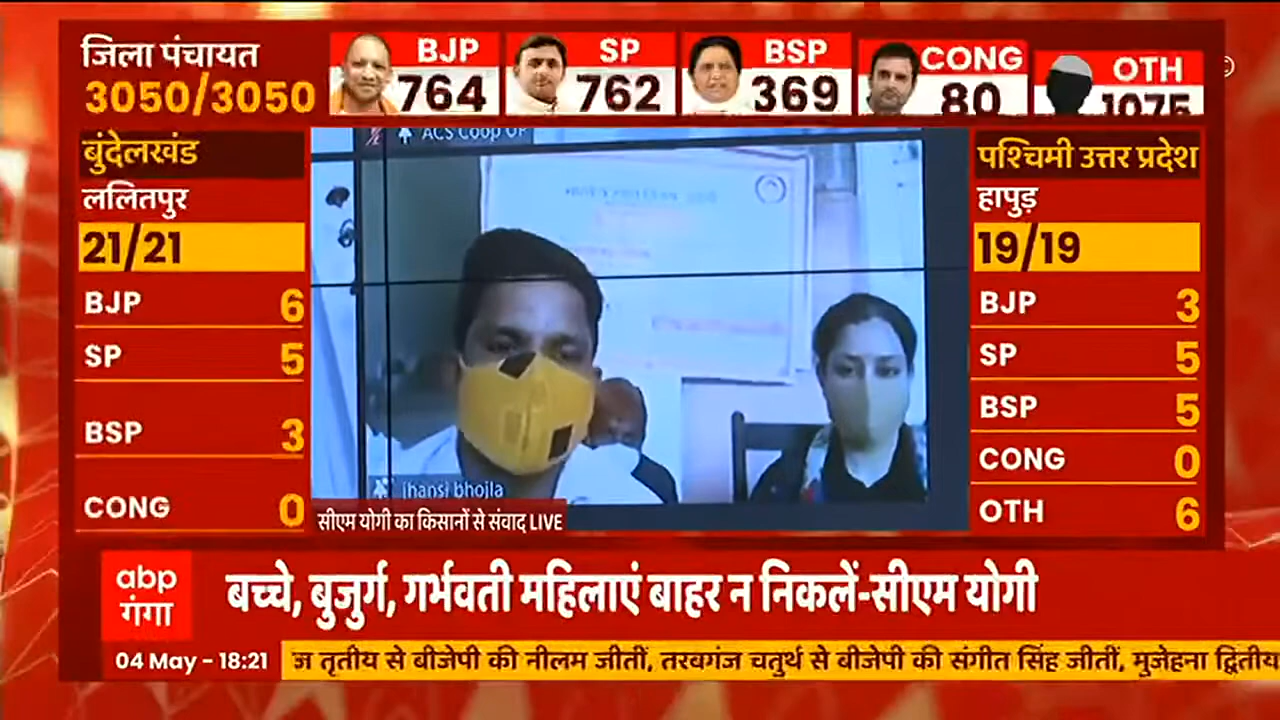 जिला पंचायत
3050/3050
BJP
764
SP
762
BSP
369
CONG
80
OTH
1075
बुंदेलखंड
ललितपुर
21/21
BJP 6
SP 5
BSP 3
CONG 0
ACS Coop UP
jhansi bhojla
सीएम योगी का किसानों से संवाद LIVE
पश्चिमी उत्तर प्रदेश
हापुड़
19/19
BJP 3
SP 5
BSP 5
CONG 0
OTH 6
abp
गंगा
बच्चे, बुजुर्ग, गर्भवती महिलाएं बाहर न निकलें-सीएम योगी
04 May - 18:21
ज तृतीय से बीजेपी की नीलम जीतीं, तरबगंज चतुर्थ से बीजेपी की संगीत सिंह जीतीं, मुजेहना द्वितीय